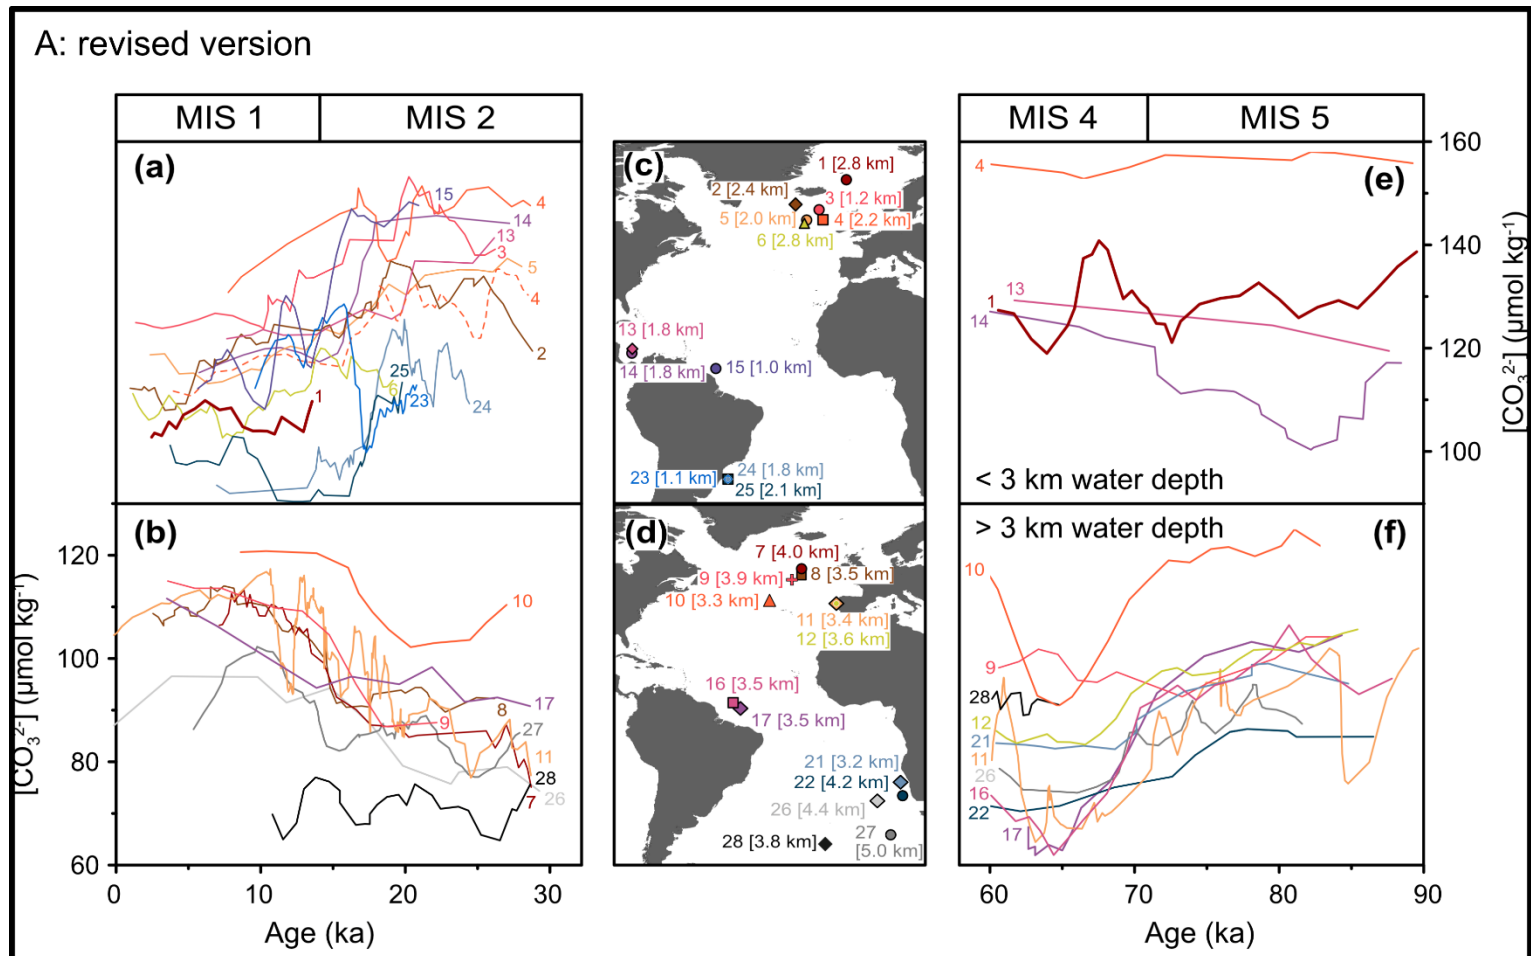 A: revised version
MIS 1
MIS 2
MIS 4
MIS 5
(a)
15
4
14
13
3
5
4
2
25
6
23
24
1
(c)
1 [2.8 km]
2 [2.4 km]
3 [1.2 km]
5 [2.0 km]
4 [2.2 km]
6 [2.8 km]
13 [1.8 km]
14 [1.8 km]
15 [1.0 km]
23 [1.1 km]
24 [1.8 km]
25 [2.1 km]
(e)
4
1
13
14
< 3 km water depth
160
140
120
100
[CO₃²⁻] (µmol kg⁻¹)
(b)
10
17
8
9
27
11
28
7
26
120
100
80
60
[CO₃²⁻] (µmol kg⁻¹)
0
10
20
30
Age (ka)
(d)
7 [4.0 km]
9 [3.9 km]
8 [3.5 km]
10 [3.3 km]
11 [3.4 km]
12 [3.6 km]
16 [3.5 km]
17 [3.5 km]
21 [3.2 km]
22 [4.2 km]
26 [4.4 km]
28 [3.8 km]
27
[5.0 km]
> 3 km water depth
(f)
10
9
28
12
21
11
26
16
22
17
60
70
80
90
Age (ka)